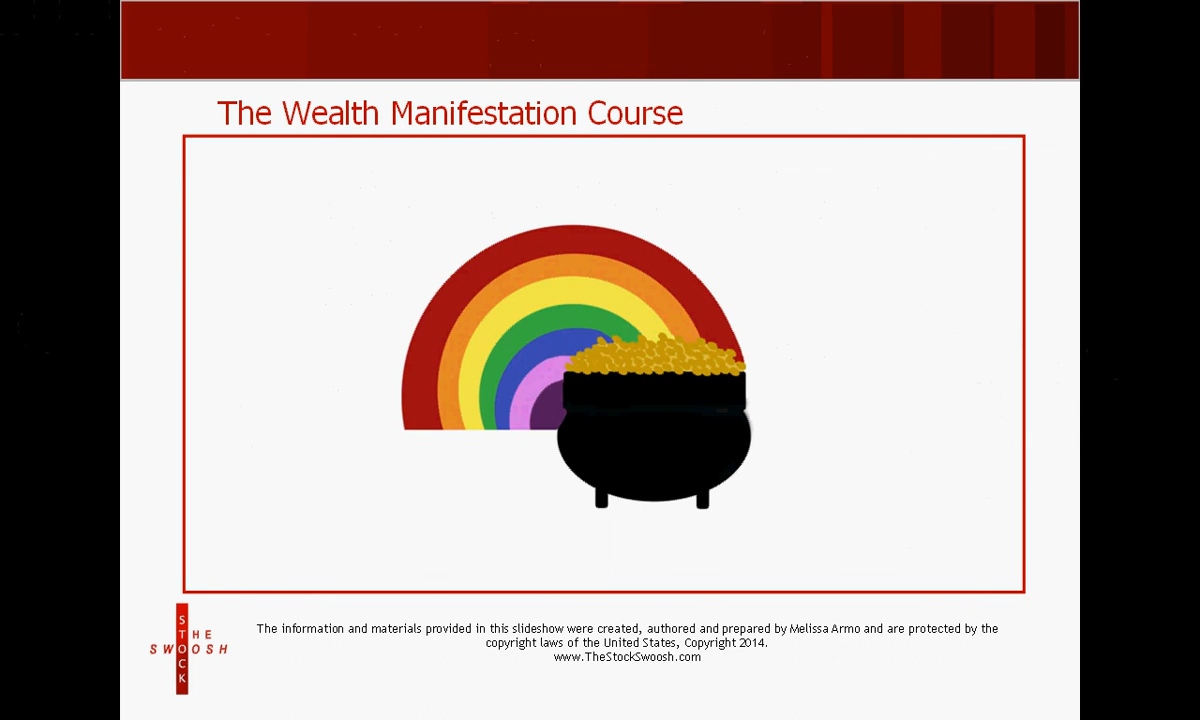 The Wealth Manifestation Course
THE
SWOOSH
STOCK
The information and materials provided in this slideshow were created, authored and prepared by Melissa Armo and are protected by the
copyright laws of the United States, Copyright 2014.
www.TheStockSwoosh.com